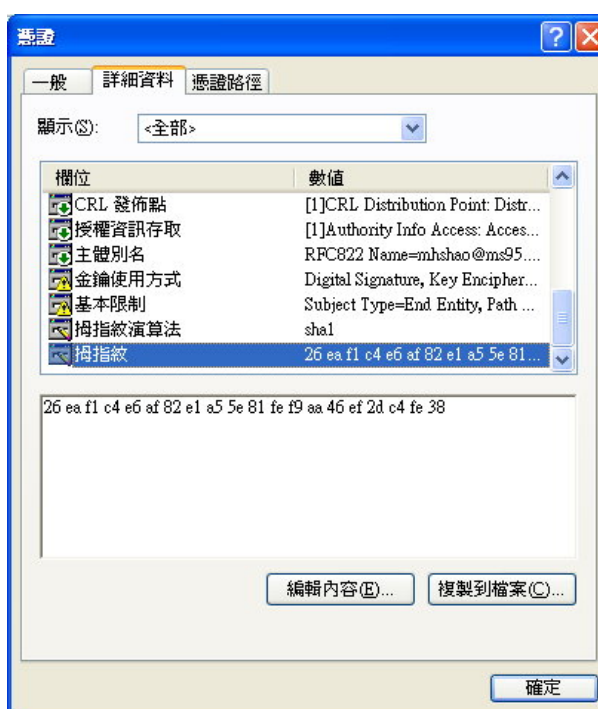 憑證
一般 詳細資料 憑證路徑
顯示(S): <全部>
欄位 數值
CRL 發佈點 [1]CRL Distribution Point: Distr...
授權資訊存取 [1]Authority Info Access: Acces...
主體別名 RFC822 Name=mhshao@ms95....
金鑰使用方式 Digital Signature, Key Encipher...
基本限制 Subject Type=End Entity, Path ...
拇指紋演算法 sha1
拇指紋 26 ea f1 c4 e6 af 82 e1 a5 5e 81...
26 ea f1 c4 e6 af 82 e1 a5 5e 81 fe f9 aa 46 ef 2d c4 fe 38
編輯內容(E)... 複製到檔案(C)...
確定